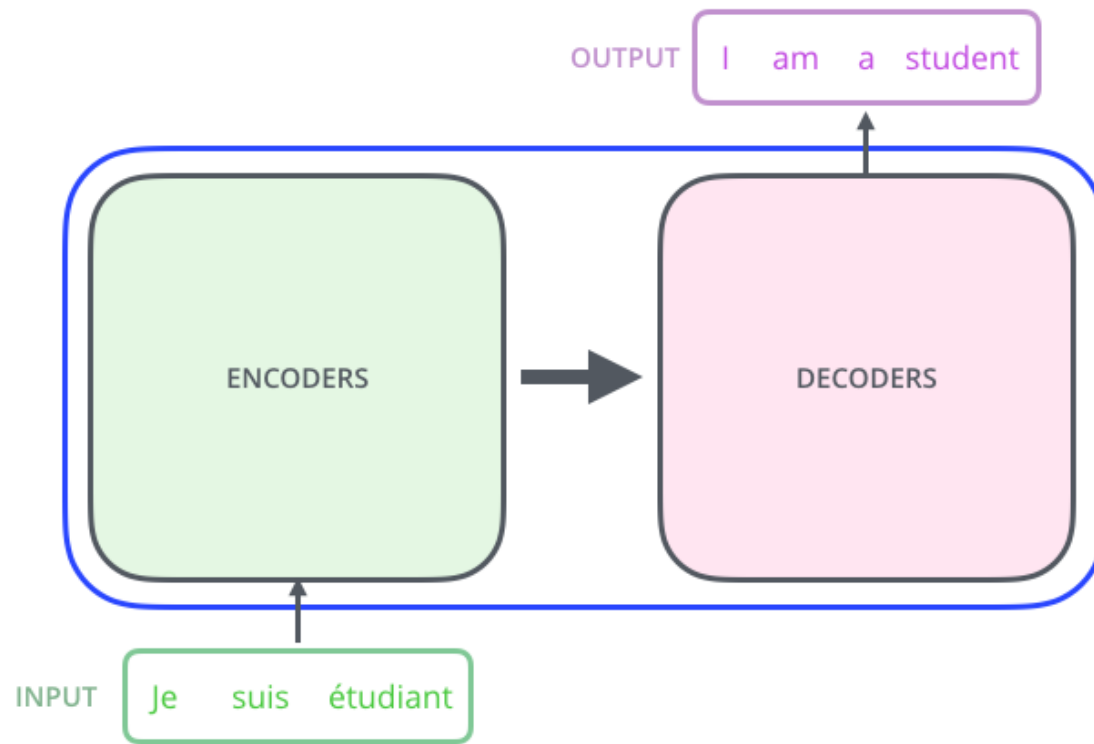 OUTPUT I am a student
ENCODERS DECODERS
INPUT Je suis étudiant